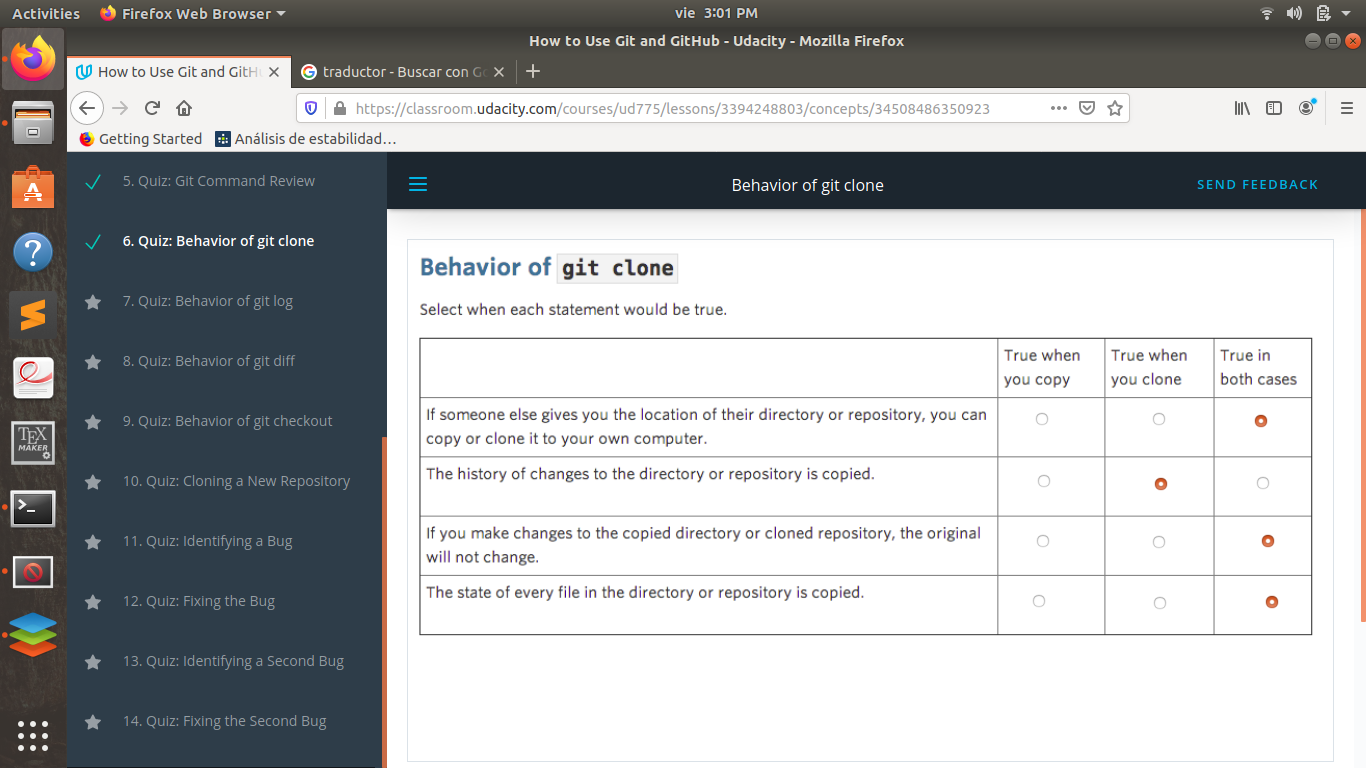 Activities
Firefox Web Browser
vie 3:01 PM
How to Use Git and GitHub - Udacity - Mozilla Firefox
How to Use Git and GitH
traductor - Buscar con G
https://classroom.udacity.com/courses/ud775/lessons/3394248803/concepts/34508486350923
Getting Started
Análisis de estabilidad…
5. Quiz: Git Command Review
6. Quiz: Behavior of git clone
7. Quiz: Behavior of git log
8. Quiz: Behavior of git diff
9. Quiz: Behavior of git checkout
10. Quiz: Cloning a New Repository
11. Quiz: Identifying a Bug
12. Quiz: Fixing the Bug
13. Quiz: Identifying a Second Bug
14. Quiz: Fixing the Second Bug
TEX
MAKER
Behavior of git clone
SEND FEEDBACK
Behavior of git clone
Select when each statement would be true.
True when
you copy
True when
you clone
True in
both cases
If someone else gives you the location of their directory or repository, you can
copy or clone it to your own computer.
The history of changes to the directory or repository is copied.
If you make changes to the copied directory or cloned repository, the original
will not change.
The state of every file in the directory or repository is copied.